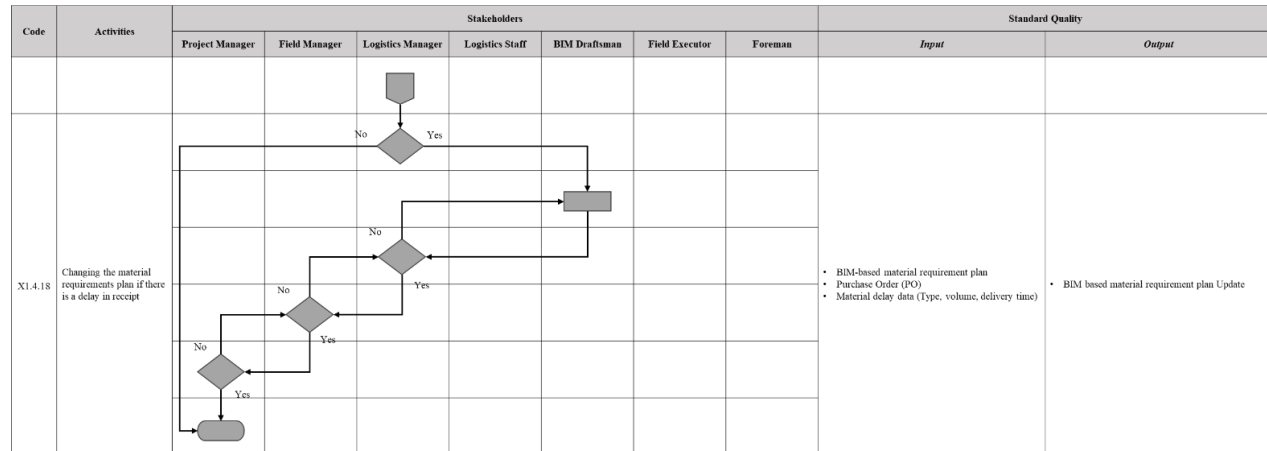 Code
Activities
Stakeholders
Standard Quality
Project Manager
Field Manager
Logistics Manager
Logistics Staff
BIM Draftsman
Field Executor
Foreman
Input
Output
No
Yes
No
Yes
No
Yes
No
Yes
X1.4.18
Changing the material
requirements plan if there
is a delay in receipt
• BIM-based material requirement plan
• Purchase Order (PO)
• Material delay data (Type, volume, delivery time)
• BIM based material requirement plan Update